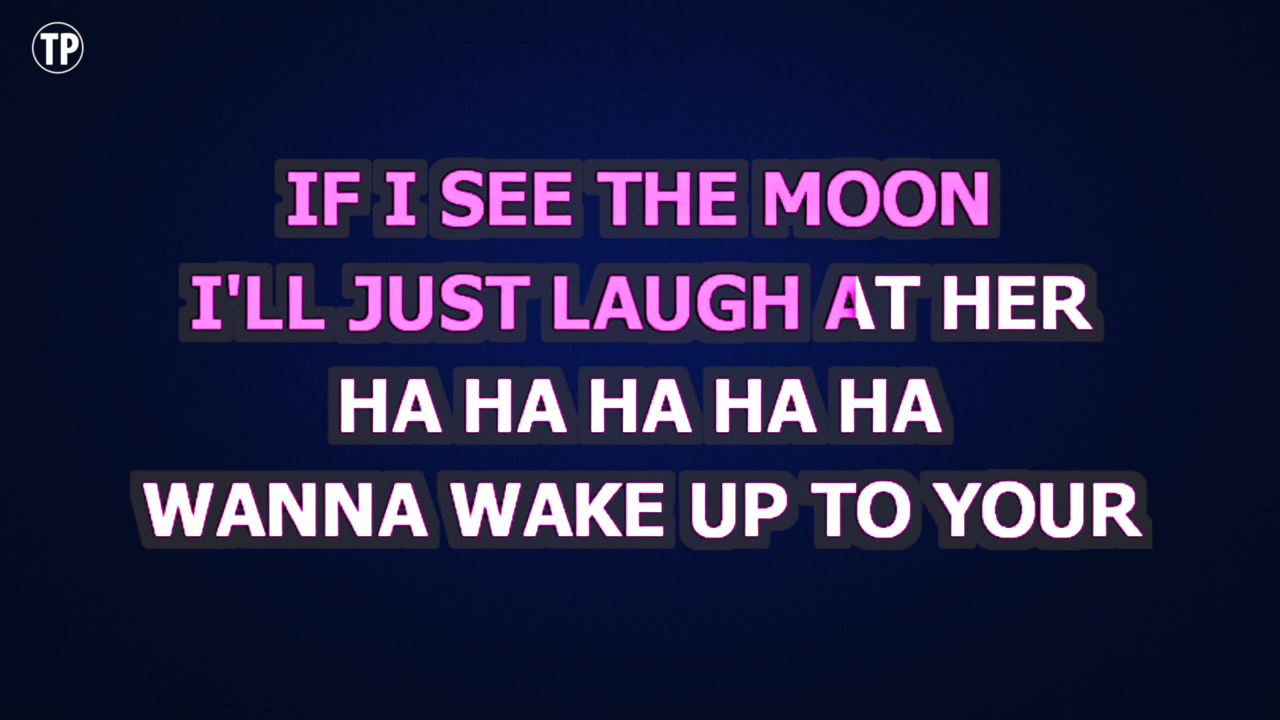 TP
IF I SEE THE MOON
I'LL JUST LAUGH AT HER
HA HA HA HA HA
WANNA WAKE UP TO YOUR